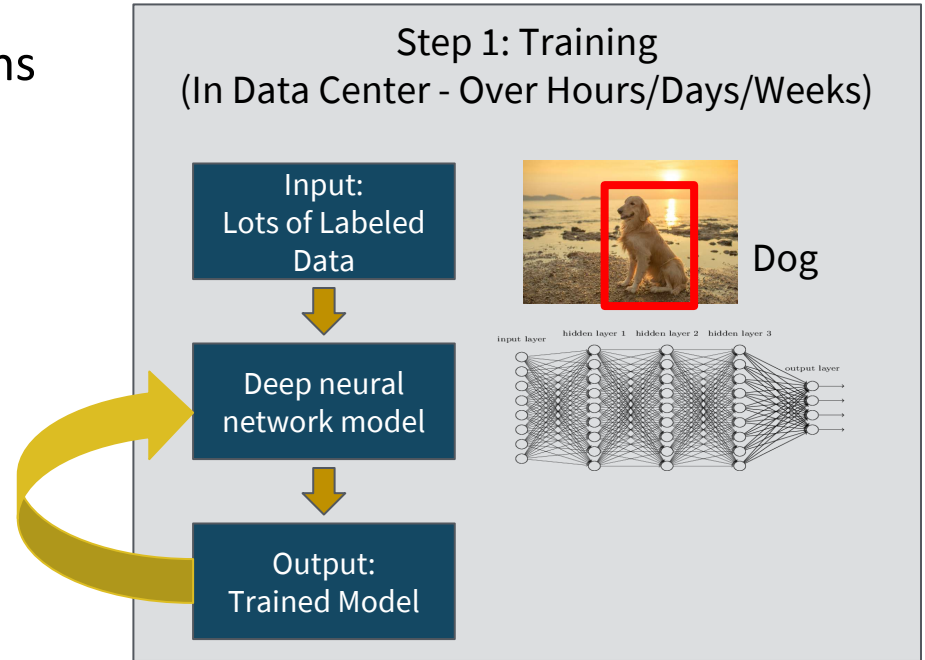 ns
Step 1: Training
(In Data Center - Over Hours/Days/Weeks)
Input:
Lots of Labeled
Data
Dog
input layer
hidden layer 1
hidden layer 2
hidden layer 3
output layer
Deep neural
network model
Output:
Trained Model